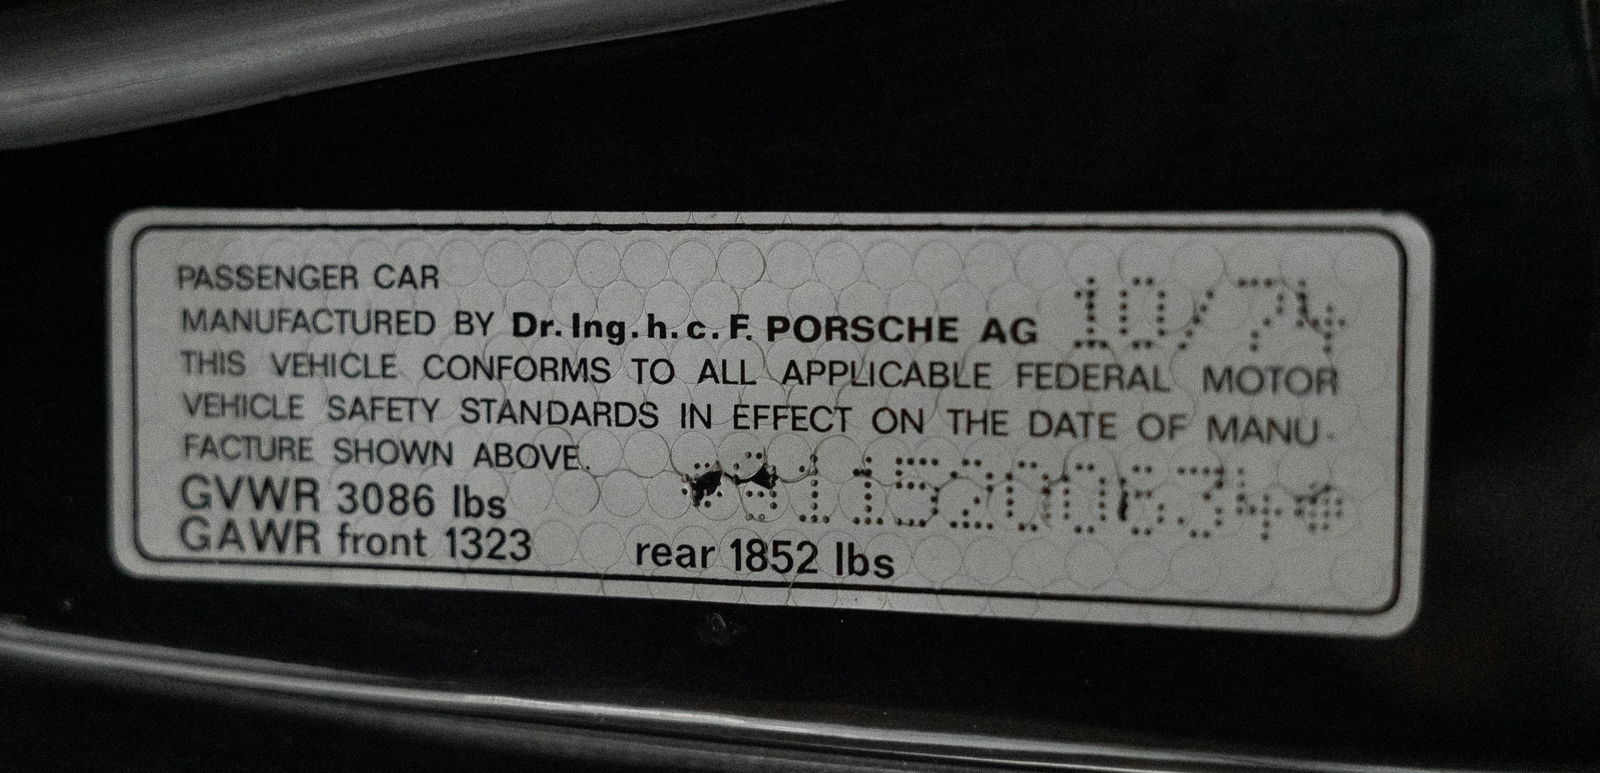 PASSENGER CAR
MANUFACTURED BY Dr. Ing. h. c. F. PORSCHE AG 10/74
THIS VEHICLE CONFORMS TO ALL APPLICABLE FEDERAL MOTOR
VEHICLE SAFETY STANDARDS IN EFFECT ON THE DATE OF MANU-
FACTURE SHOWN ABOVE.
*9115200634*
GVWR 3086 lbs
GAWR front 1323 rear 1852 lbs